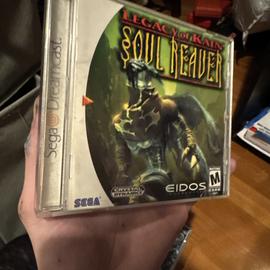 LEGACY OF KAIN
SOUL REAVER
Sega Dreamcast
SEGA
CRYSTAL DYNAMICS
EIDOS
M